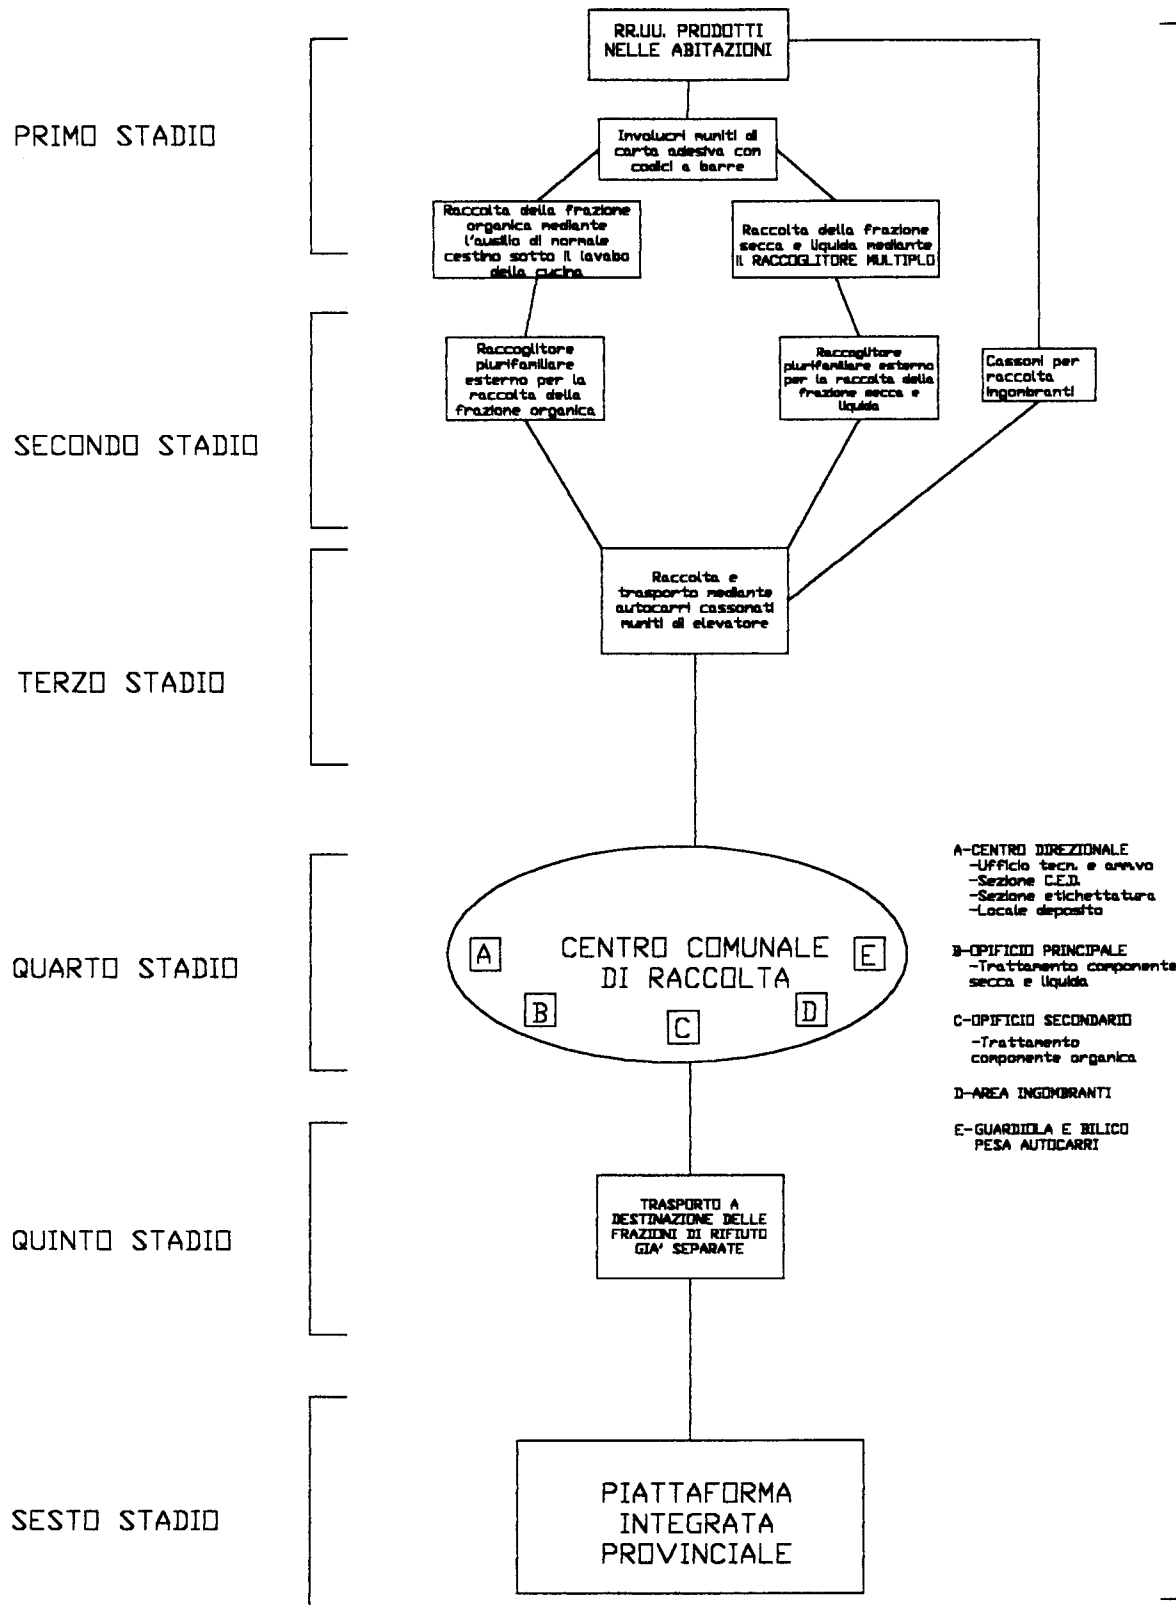 RR.UU. PRODOTTI
NELLE ABITAZIONI
PRIMO STADIO
Involucri muniti di
carta adesiva con
codici a barre
Raccolta della frazione
organica mediante
l'ausilio di normale
cestino sotto il lavabo
della cucina
Raccolta della frazione
secca e liquida mediante
il RACCOGLITORE MULTIPLO
Raccoglitore
plurifamiliare
esterno per la
raccolta della
frazione organica
Raccoglitore
plurifamiliare esterno
per la raccolta della
frazione secca e
liquida
Cassoni per
raccolta
ingombranti
SECONDO STADIO
Raccolta e
trasporto mediante
autocarri cassonati
muniti di elevatore
TERZO STADIO
QUARTO STADIO
CENTRO COMUNALE
DI RACCOLTA
A
B
C
D
E
A-CENTRO DIREZIONALE
-Ufficio tecn. e amm.vo
-Sezione C.E.D.
-Sezione etichettatura
-Locale deposito
B-OPIFICIO PRINCIPALE
-Trattamento componente
secca e liquida
C-OPIFICIO SECONDARIO
-Trattamento
componente organica
D-AREA INGOMBRANTI
E-GUARDIOLA E BILICO
PESA AUTOCARRI
QUINTO STADIO
TRASPORTO A
DESTINAZIONE DELLE
FRAZIONI DI RIFIUTO
GIA' SEPARATE
SESTO STADIO
PIATTAFORMA
INTEGRATA
PROVINCIALE